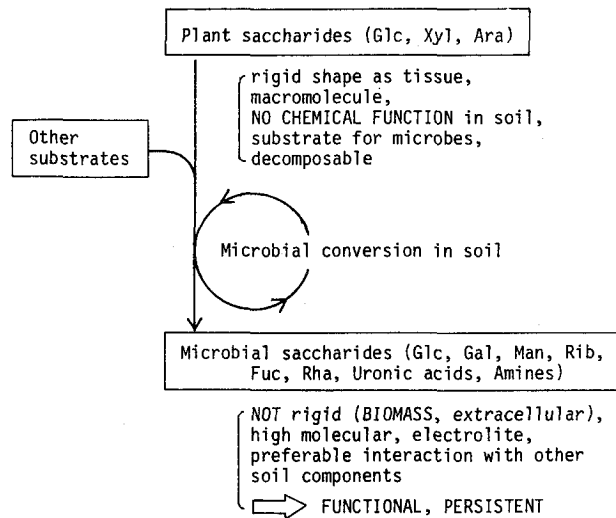 Plant saccharides (Glc, Xyl, Ara)
rigid shape as tissue,
macromolecule,
NO CHEMICAL FUNCTION in soil,
substrate for microbes,
decomposable
Other
substrates
Microbial conversion in soil
Microbial saccharides (Glc, Gal, Man, Rib,
Fuc, Rha, Uronic acids, Amines)
NOT rigid (BIOMASS, extracellular),
high molecular, electrolite,
preferable interaction with other
soil components
FUNCTIONAL, PERSISTENT